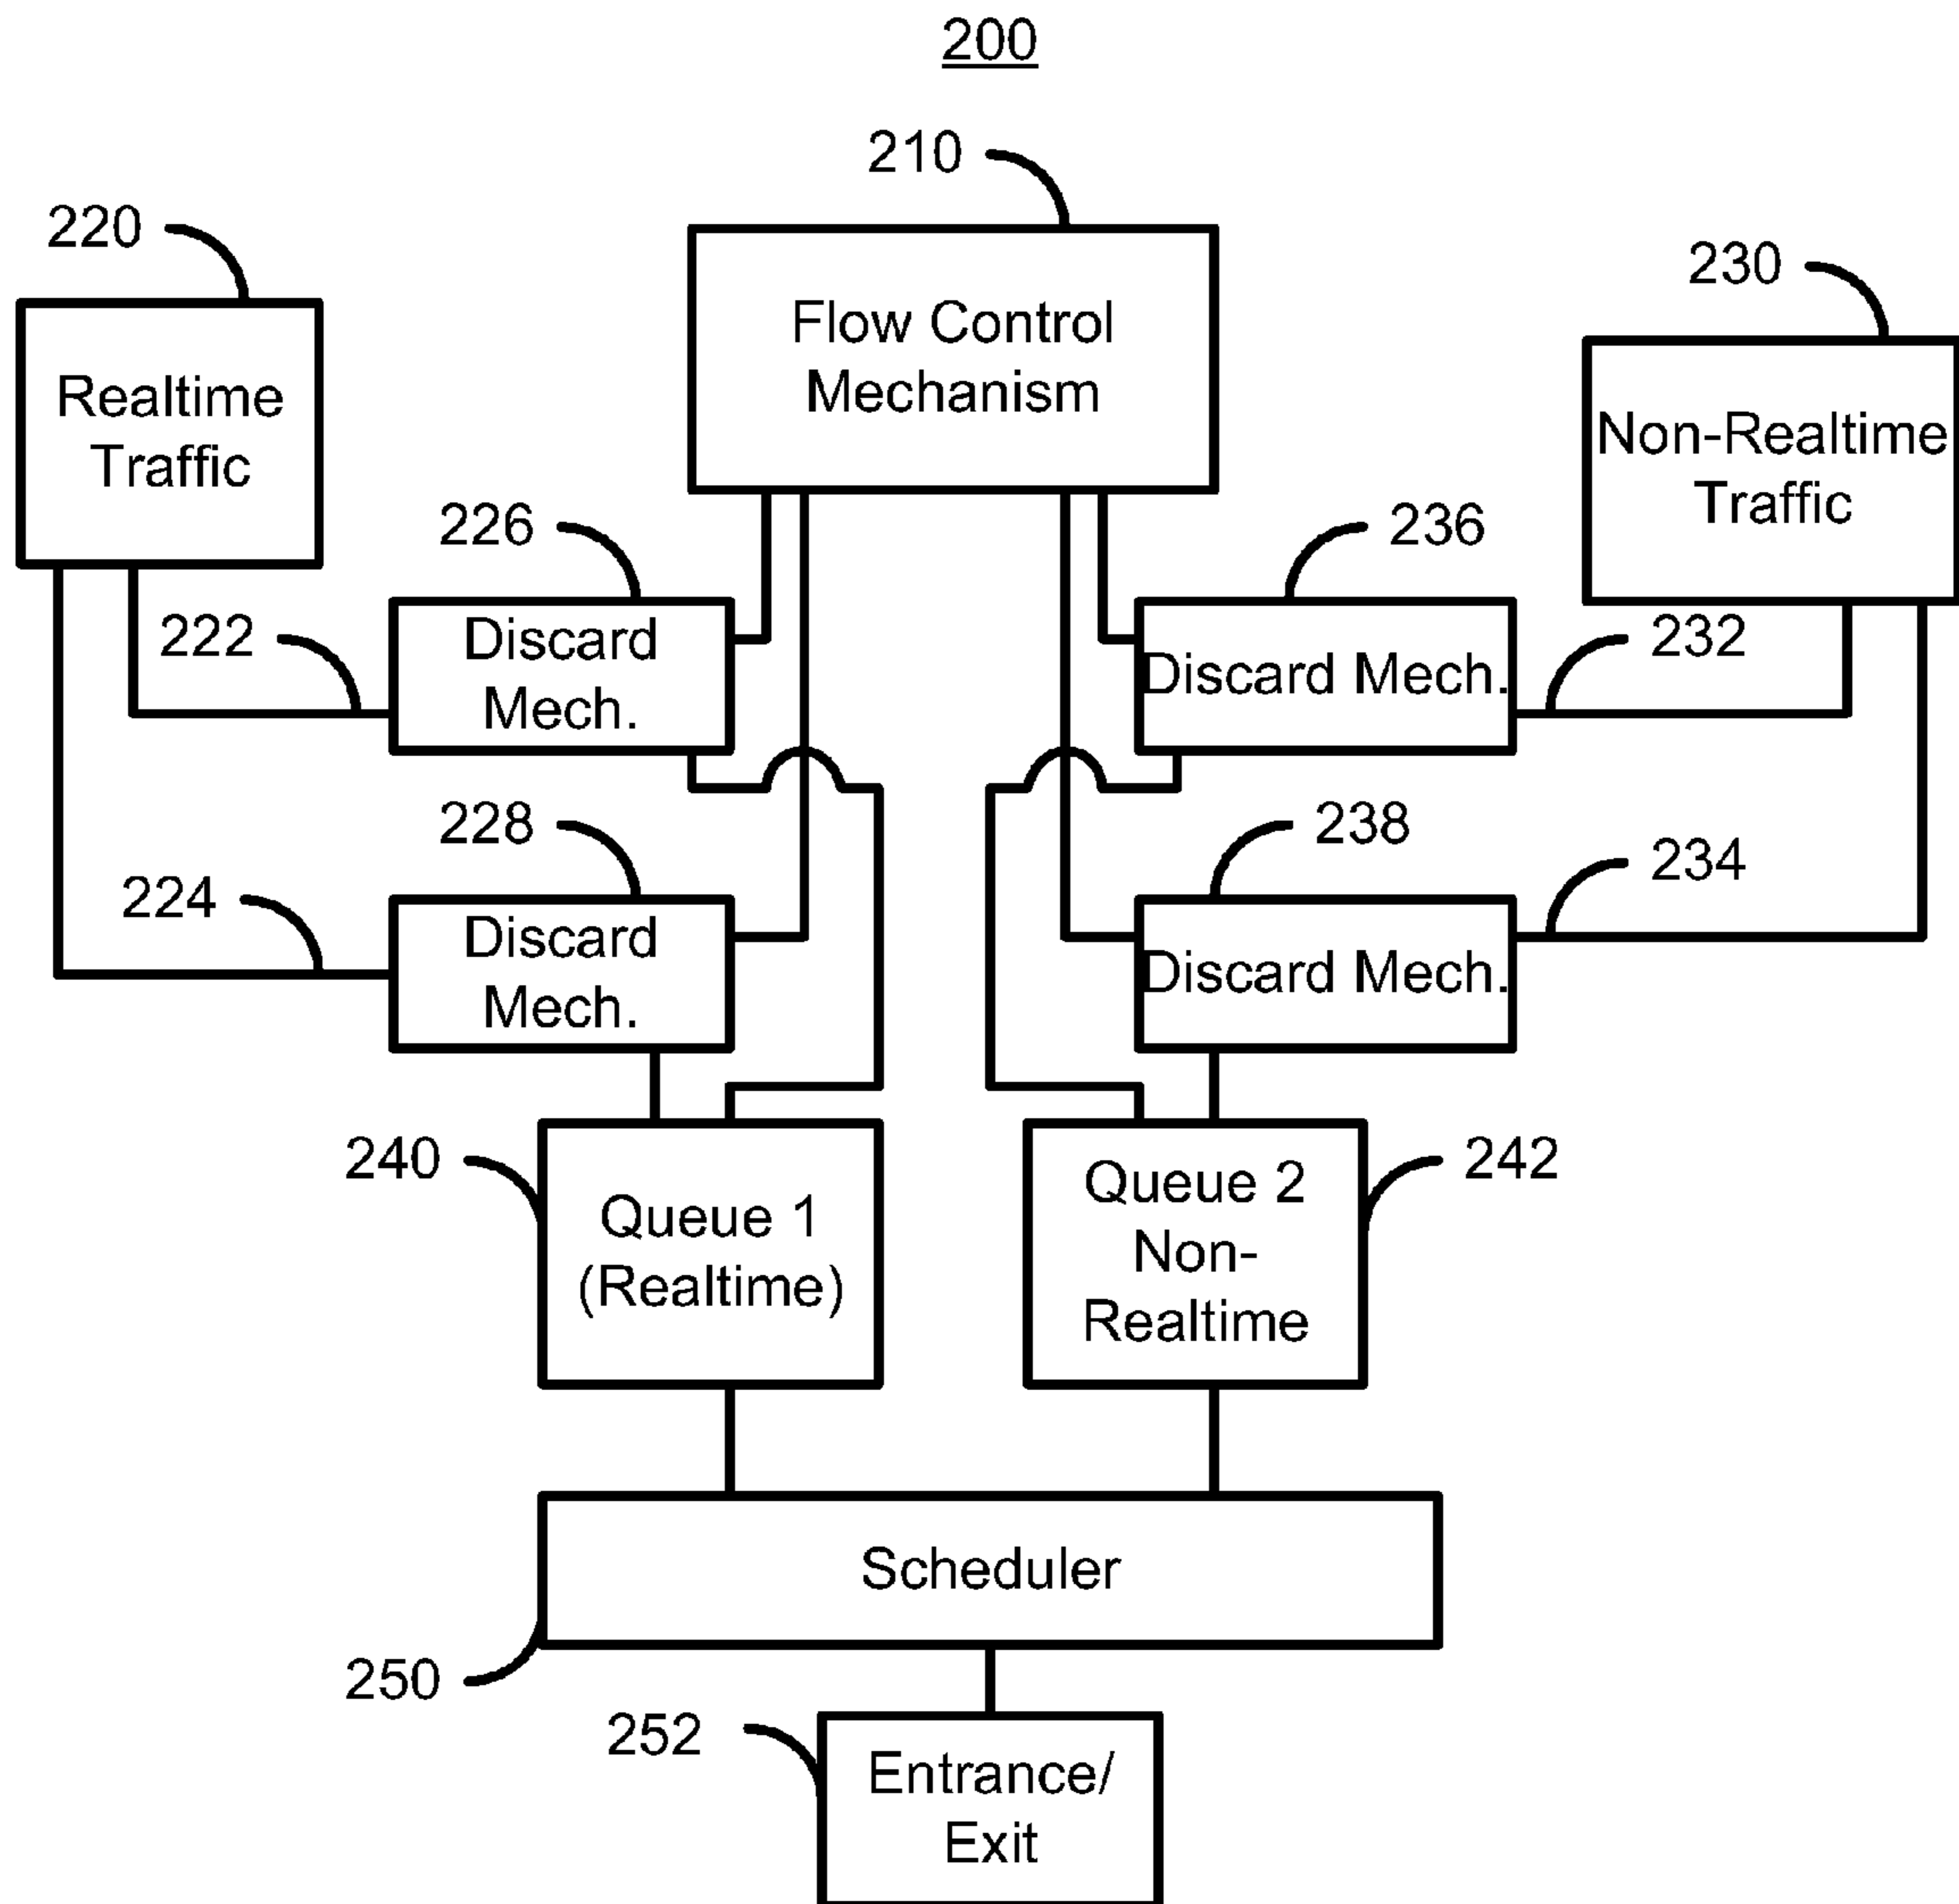 200
210
220
Flow Control
Mechanism
230
Realtime
Traffic
Non-Realtime
Traffic
226
236
222
Discard
Mech.
Discard Mech.
232
228
238
224
Discard
Mech.
Discard Mech.
234
240
Queue 1
(Realtime)
Queue 2
Non-
Realtime
242
Scheduler
250
252
Entrance/
Exit